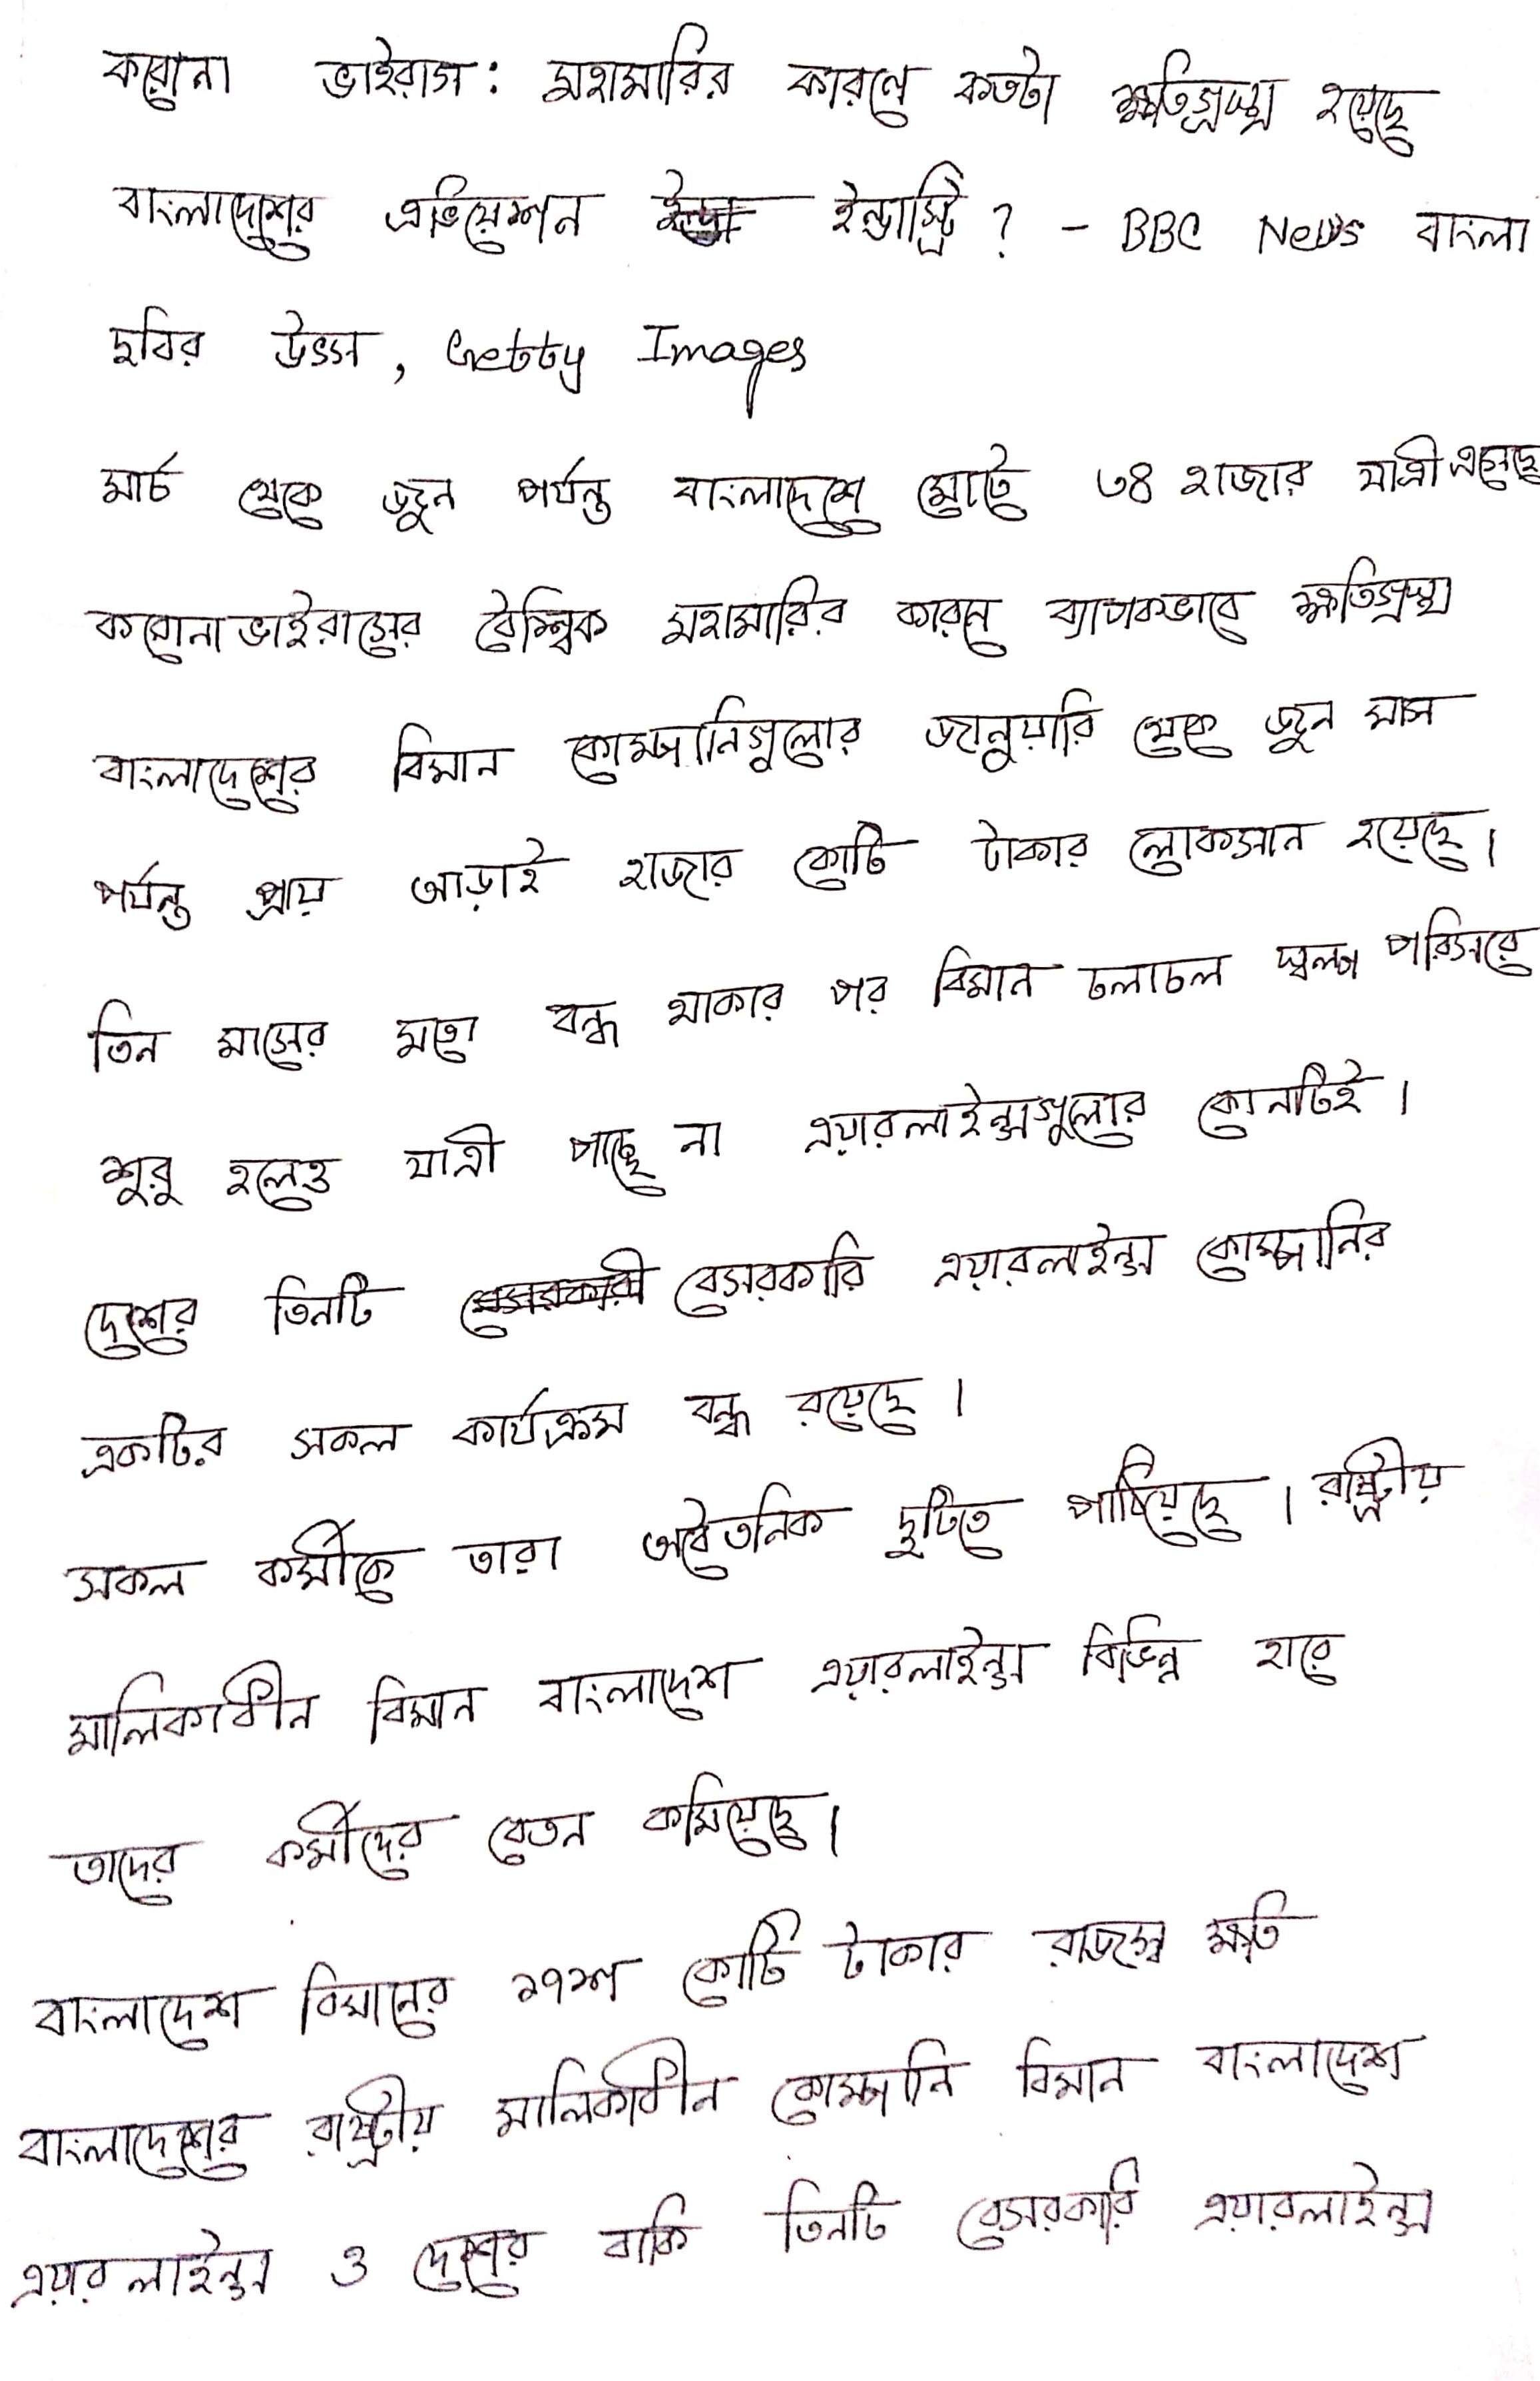 করোনা ভাইরাস: মহামারির কারণে কতটা ক্ষতিগ্রস্থ হয়েছে
বাংলাদেশের এভিয়েশন ইন্ডাস্ট্রি? - BBC News বাংলা
ছবির উৎস, Getty Images
মার্চ থেকে জুন পর্যন্ত বাংলাদেশে মোটে ৩৪ হাজার যাত্রী এসেছে
করোনাভাইরাসের বৈশ্বিক মহামারির কারনে ব্যাপকভাবে ক্ষতিগ্রস্থ
বাংলাদেশের বিমান কোম্পানিগুলোর জানুয়ারি থেকে জুন মাস
পর্যন্ত প্রায় আড়াই হাজার কোটি টাকার লোকসান হয়েছে।
তিন মাসের মতো বন্ধ থাকার পর বিমান চলাচল স্বল্প পরিসরে
শুরু হলেও যাত্রী পাচ্ছে না এয়ারলাইন্সগুলোর কোনটিই।
দেশের তিনটি বেসরকারি এয়ারলাইন্স কোম্পানির
একটির সকল কার্যক্রম বন্ধ রয়েছে।
সকল কর্মীকে তারা অবৈতনিক ছুটিতে পাঠিয়েছে। রাষ্ট্রীয়
মালিকাধীন বিমান বাংলাদেশ এয়ারলাইন্স বিভিন্ন হারে
তাদের কর্মীদের বেতন কমিয়েছে।
বাংলাদেশ বিমানের ১৭শ কোটি টাকার রাজস্ব ক্ষতি
বাংলাদেশের রাষ্ট্রীয় মালিকাধীন কোম্পানি বিমান বাংলাদেশ
এয়ারলাইন্স ও দেশের বাকি তিনটি বেসরকারি এয়ারলাইন্স